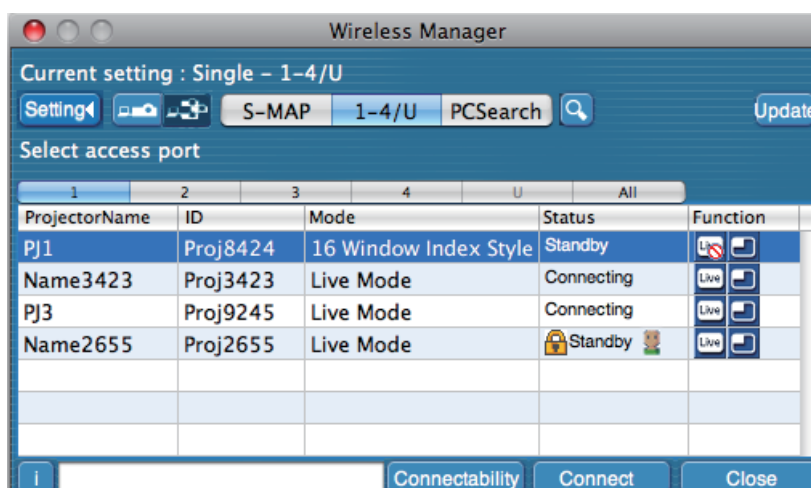 Wireless Manager
Current setting : Single – 1–4/U
Setting S–MAP 1–4/U PCSearch Update
Select access port
1 2 3 4 U All
ProjectorName ID Mode Status Function
PJ1 Proj8424 16 Window Index Style Standby
Name3423 Proj3423 Live Mode Connecting Live
PJ3 Proj9245 Live Mode Connecting Live
Name2655 Proj2655 Live Mode Standby Live
i Connectability Connect Close